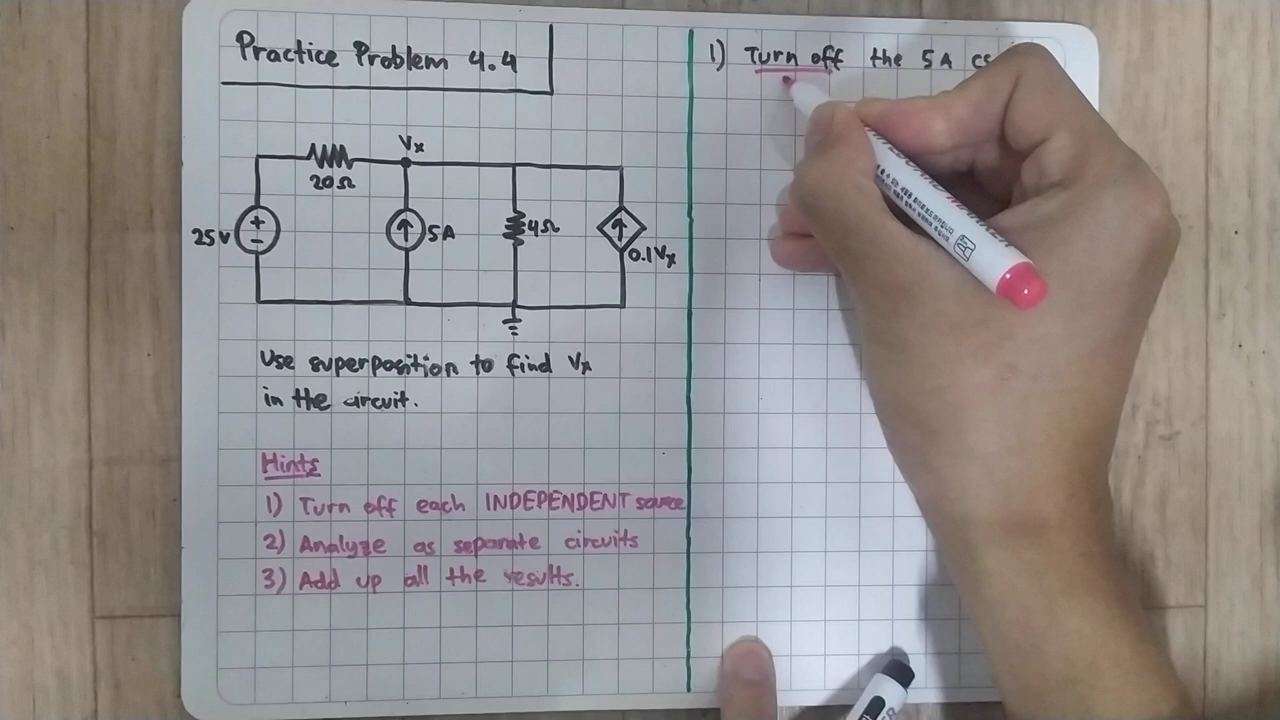 Practice Problem 4.4
Vx
20Ω
25V
+
-
5A
4Ω
0.1Vx
Use superposition to find Vx
in the circuit.
Hints
1) Turn off each INDEPENDENT source
2) Analyze as separate circuits
3) Add up all the results.
1) Turn off the 5A cs